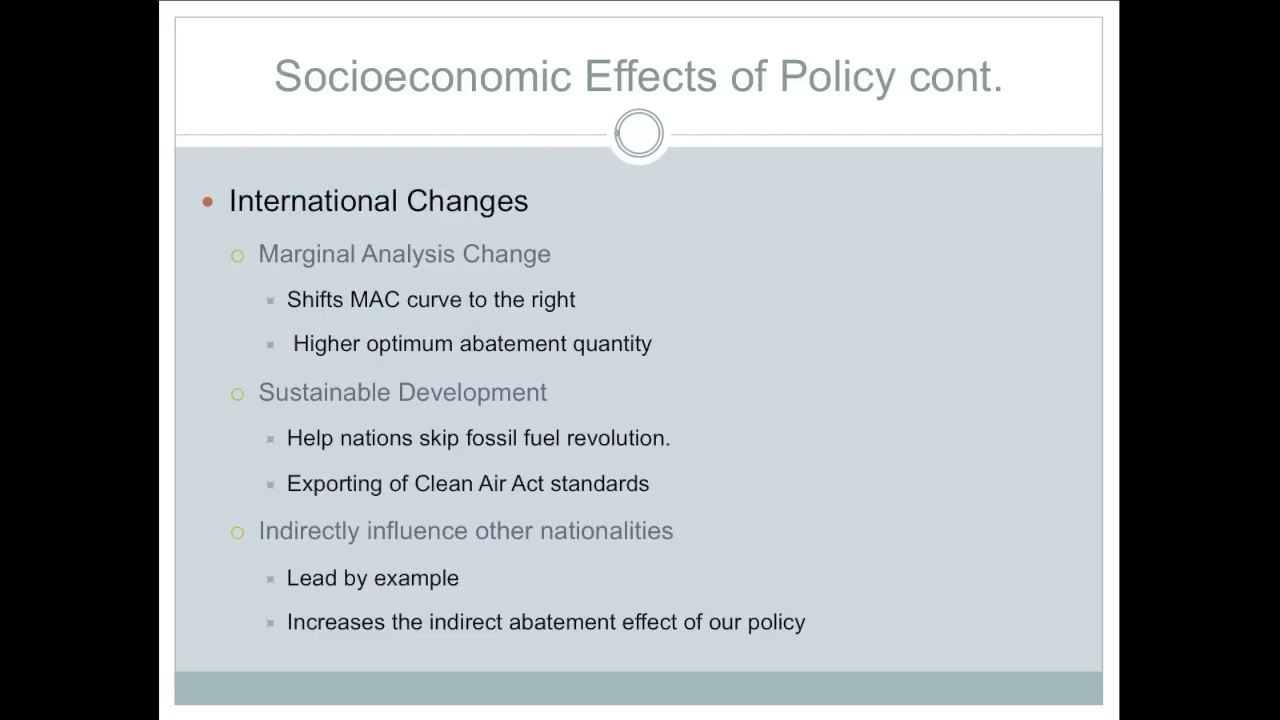 Socioeconomic Effects of Policy cont.
International Changes
Marginal Analysis Change
Shifts MAC curve to the right
Higher optimum abatement quantity
Sustainable Development
Help nations skip fossil fuel revolution.
Exporting of Clean Air Act standards
Indirectly influence other nationalities
Lead by example
Increases the indirect abatement effect of our policy